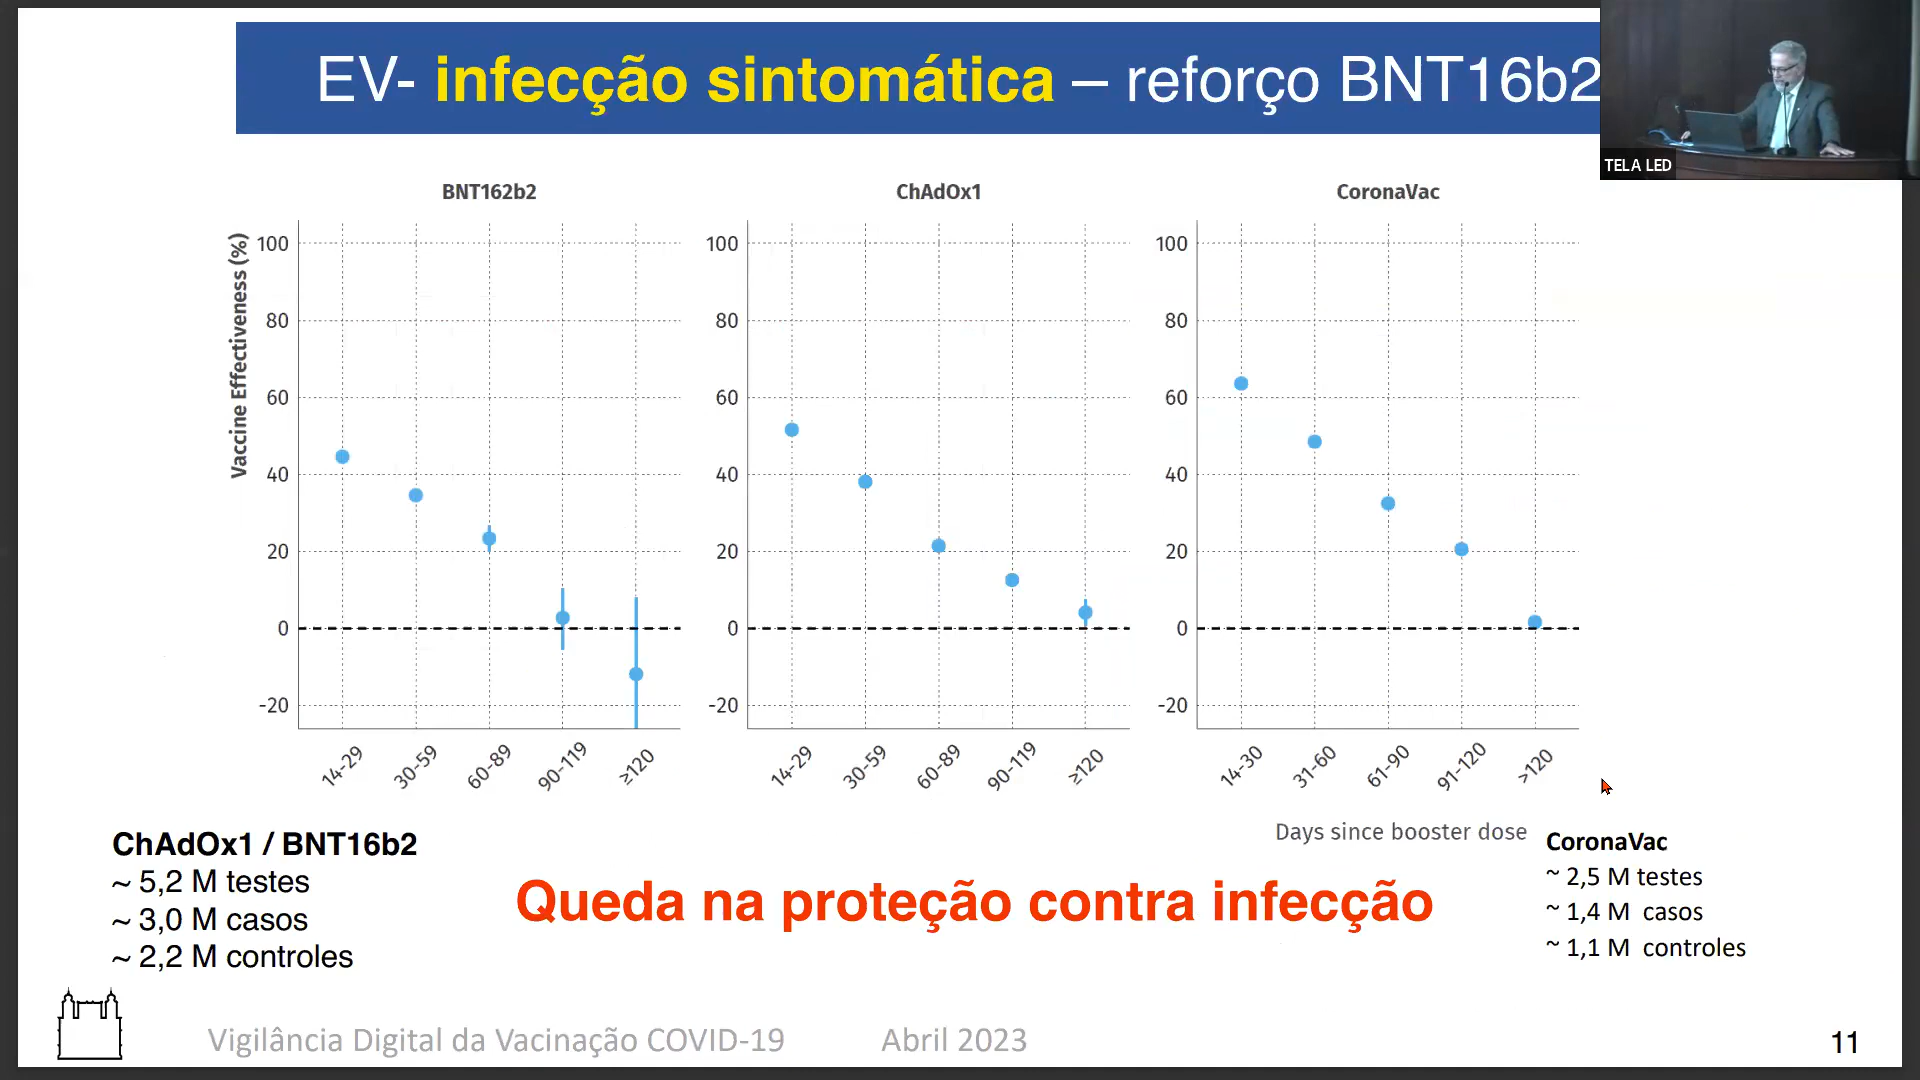 EV- infecção sintomática – reforço BNT16b2
TELA LED
BNT162b2
ChAdOx1
CoronaVac
Vaccine Effectiveness (%)
100
80
60
40
20
0
-20
14-29
30-59
60-89
90-119
≥120
100
80
60
40
20
0
-20
14-29
30-59
60-89
90-119
≥120
100
80
60
40
20
0
-20
14-30
31-60
61-90
91-120
>120
Days since booster dose
ChAdOx1 / BNT16b2
~ 5,2 M testes
~ 3,0 M casos
~ 2,2 M controles
Queda na proteção contra infecção
CoronaVac
~ 2,5 M testes
~ 1,4 M casos
~ 1,1 M controles
Vigilância Digital da Vacinação COVID-19
Abril 2023
11